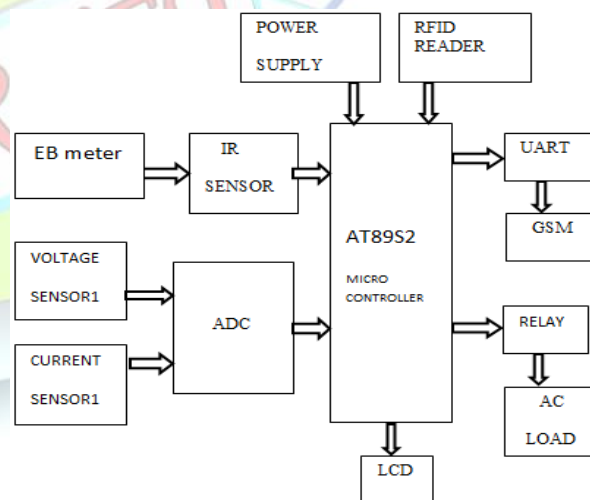 POWER
SUPPLY
RFID
READER
EB meter
IR
SENSOR
UART
GSM
AT89S2
MICRO
CONTROLLER
VOLTAGE
SENSOR1
ADC
CURRENT
SENSOR1
RELAY
AC
LOAD
LCD